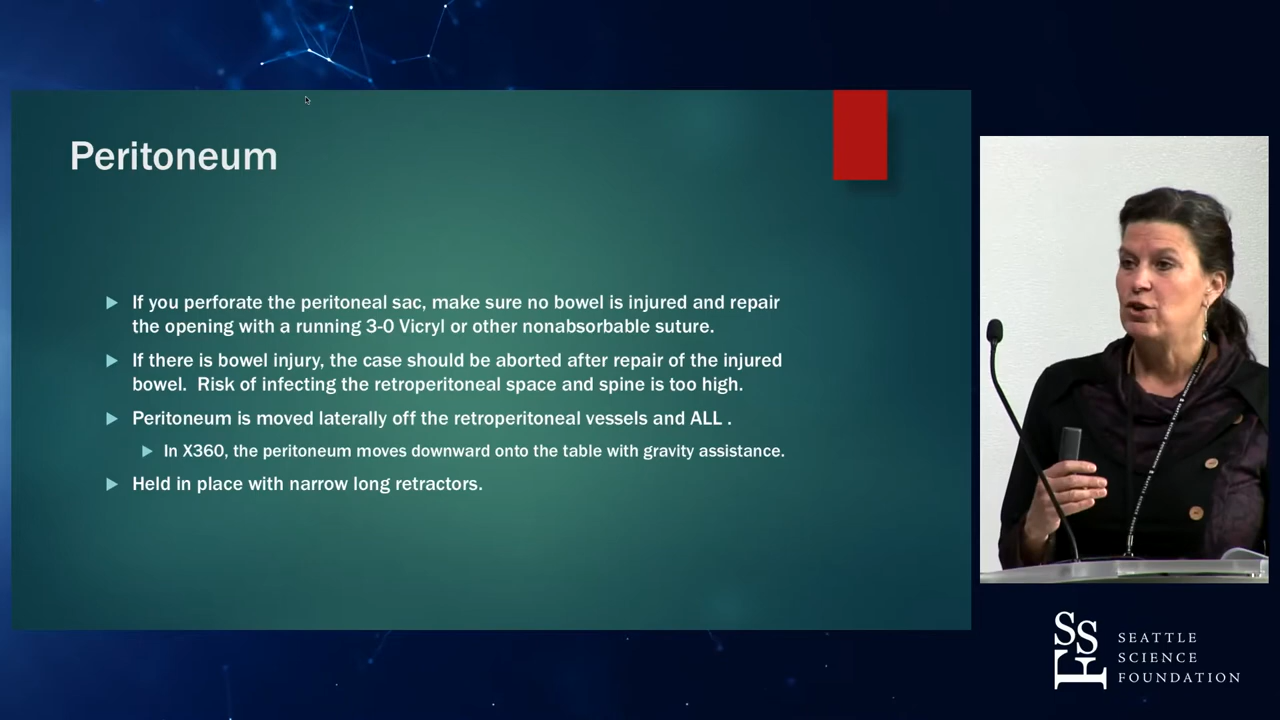 Peritoneum
If you perforate the peritoneal sac, make sure no bowel is injured and repair
the opening with a running 3-0 Vicryl or other nonabsorbable suture.
If there is bowel injury, the case should be aborted after repair of the injured
bowel.  Risk of infecting the retroperitoneal space and spine is too high.
Peritoneum is moved laterally off the retroperitoneal vessels and ALL .
In X360, the peritoneum moves downward onto the table with gravity assistance.
Held in place with narrow long retractors.
SSF
SEATTLE
SCIENCE
FOUNDATION